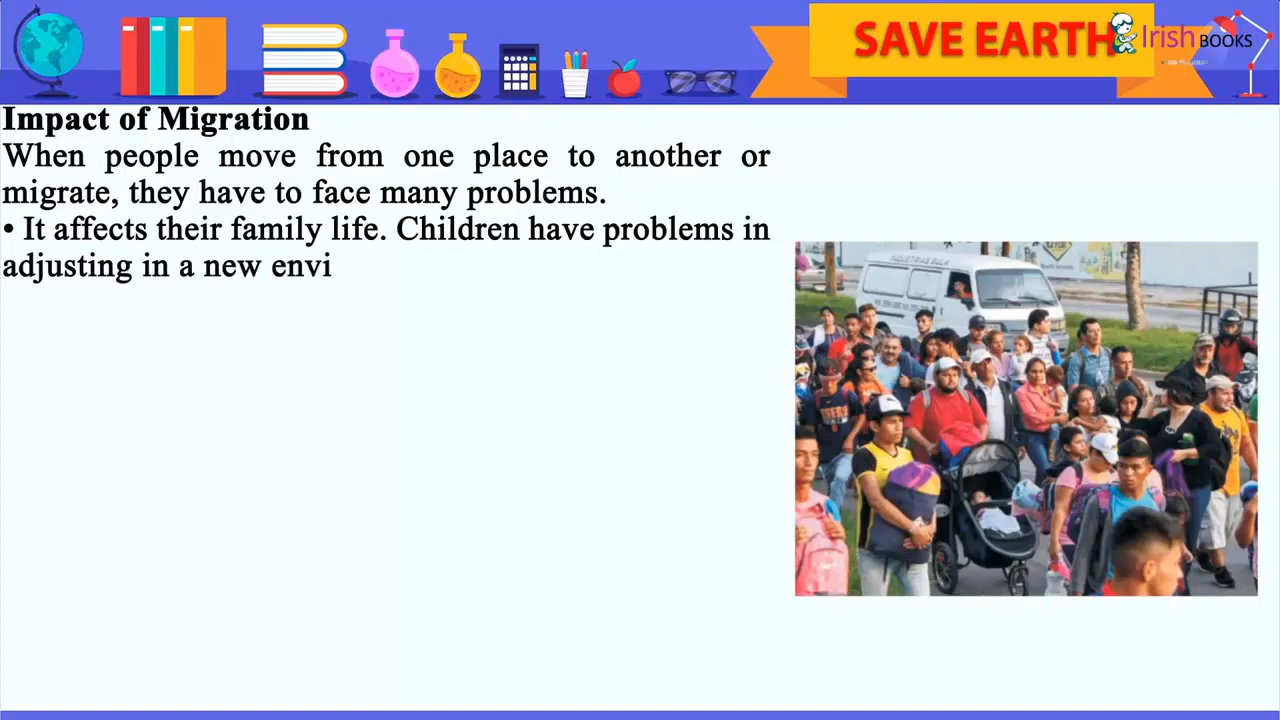 SAVE EARTH
Irish BOOKS
Impact of Migration
When people move from one place to another or
migrate, they have to face many problems.
• It affects their family life. Children have problems in
adjusting in a new envi